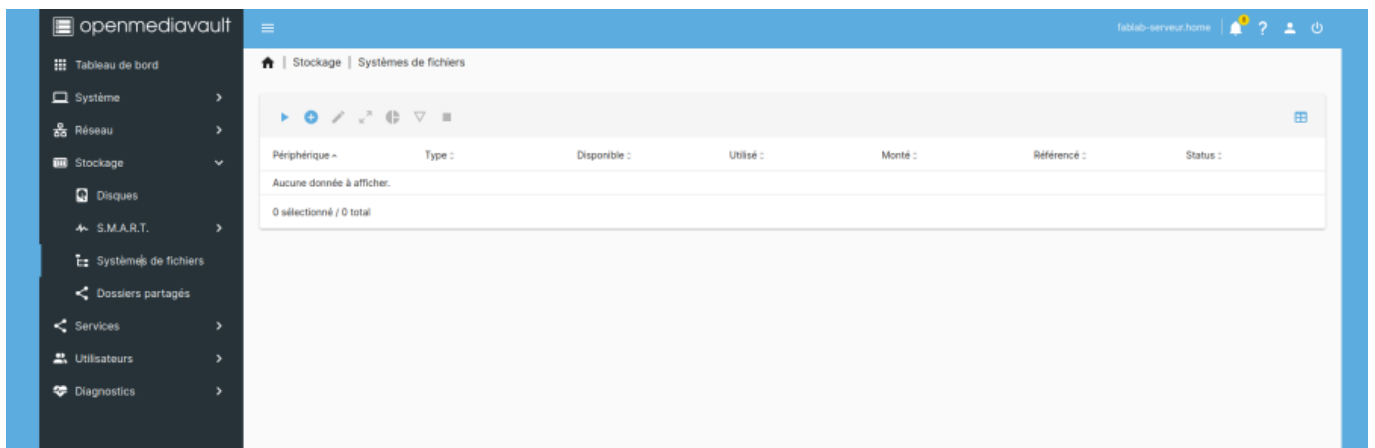 openmediavault
fablab-serveur.home
Tableau de bord
Stockage | Systèmes de fichiers
Système
Réseau
Stockage
Périphérique Type Disponible Utilisé Monté Référencé Status
Aucune donnée à afficher.
Disques
0 sélectionné / 0 total
S.M.A.R.T.
Systèmes de fichiers
Dossiers partagés
Services
Utilisateurs
Diagnostics